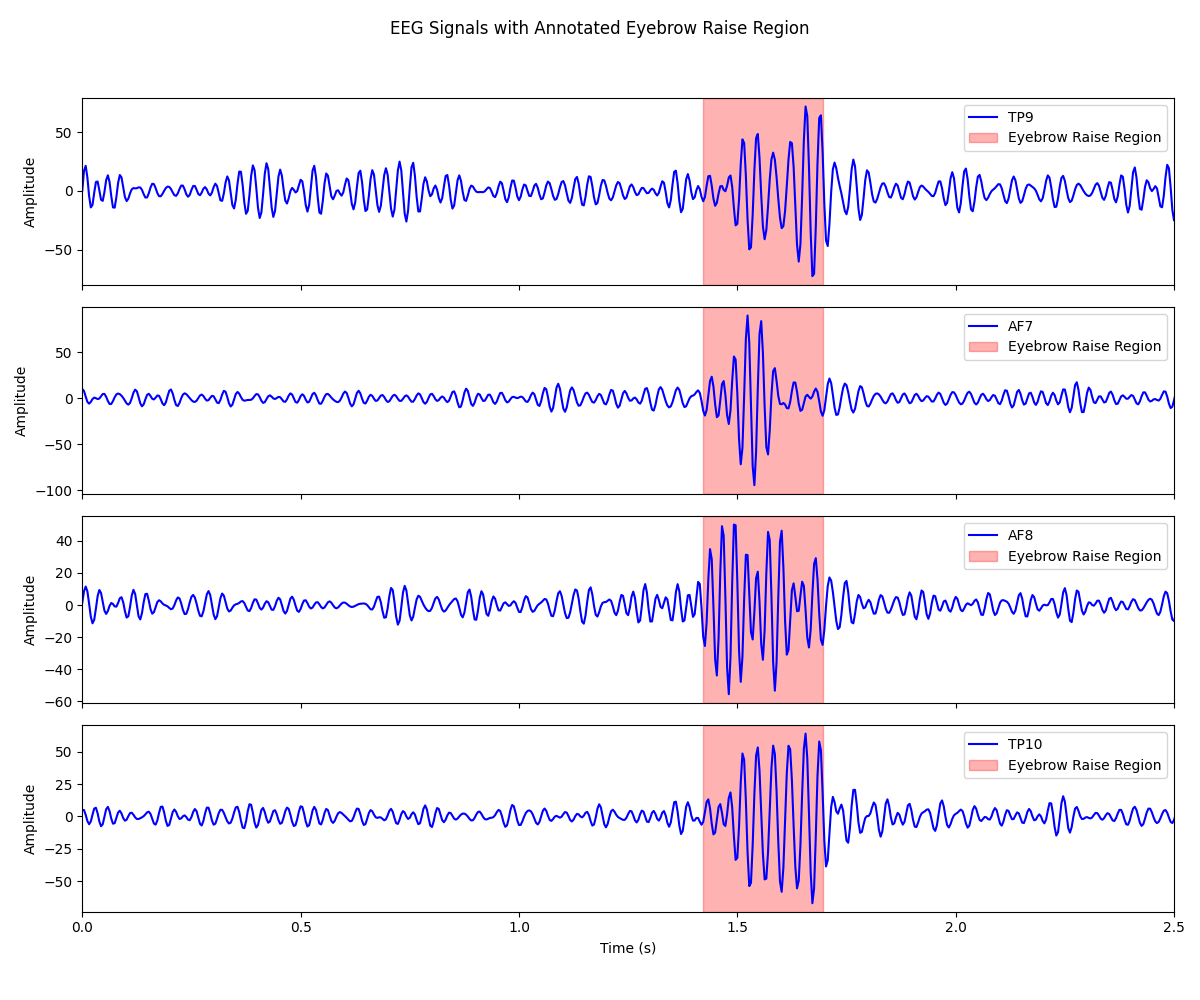 EEG Signals with Annotated Eyebrow Raise Region
TP9
Eyebrow Raise Region
50
0
−50
Amplitude
AF7
Eyebrow Raise Region
50
0
−50
−100
Amplitude
AF8
Eyebrow Raise Region
40
20
0
−20
−40
−60
Amplitude
TP10
Eyebrow Raise Region
50
25
0
−25
−50
Amplitude
0.0 0.5 1.0 1.5 2.0 2.5
Time (s)